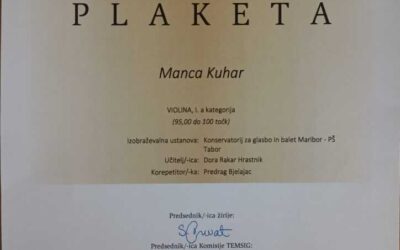 PLAKETA
Manca Kuhar
VIOLINA, I. a kategorija
(95,00 do 100 točk)
Izobraževalna ustanova: Konservatorij za glasbo in balet Maribor - PŠ
Tabor
Učitelj/-ica: Dora Rakar Hrastnik
Korepetitor/-ka: Predrag Bjelajac
Predsednik/-ica žirije:
Predsednik/-ica Komisije TEMSIG: